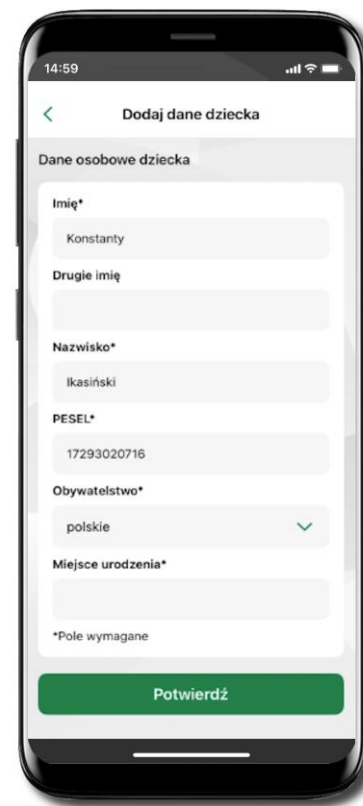 14:59
Dodaj dane dziecka
Dane osobowe dziecka
Imię*
Konstanty
Drugie imię
Nazwisko*
Ikasiński
PESEL*
17293020716
Obywatelstwo*
polskie
Miejsce urodzenia*
*Pole wymagane
Potwierdź